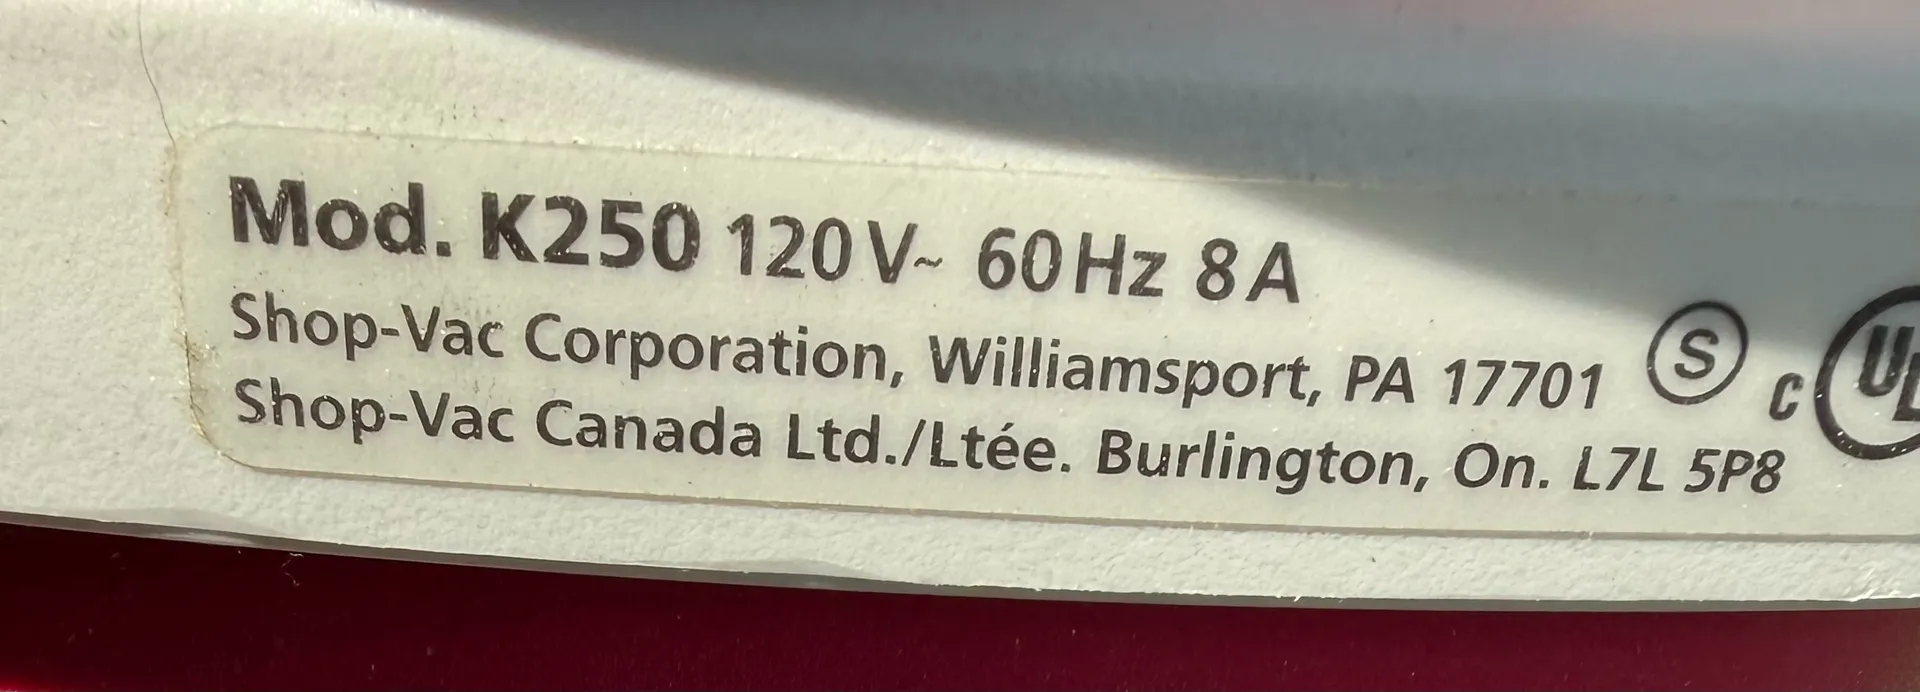 Mod. K250 120V~ 60Hz 8A
Shop-Vac Corporation, Williamsport, PA 17701
Shop-Vac Canada Ltd./Ltée. Burlington, On. L7L 5P8
S
C UL